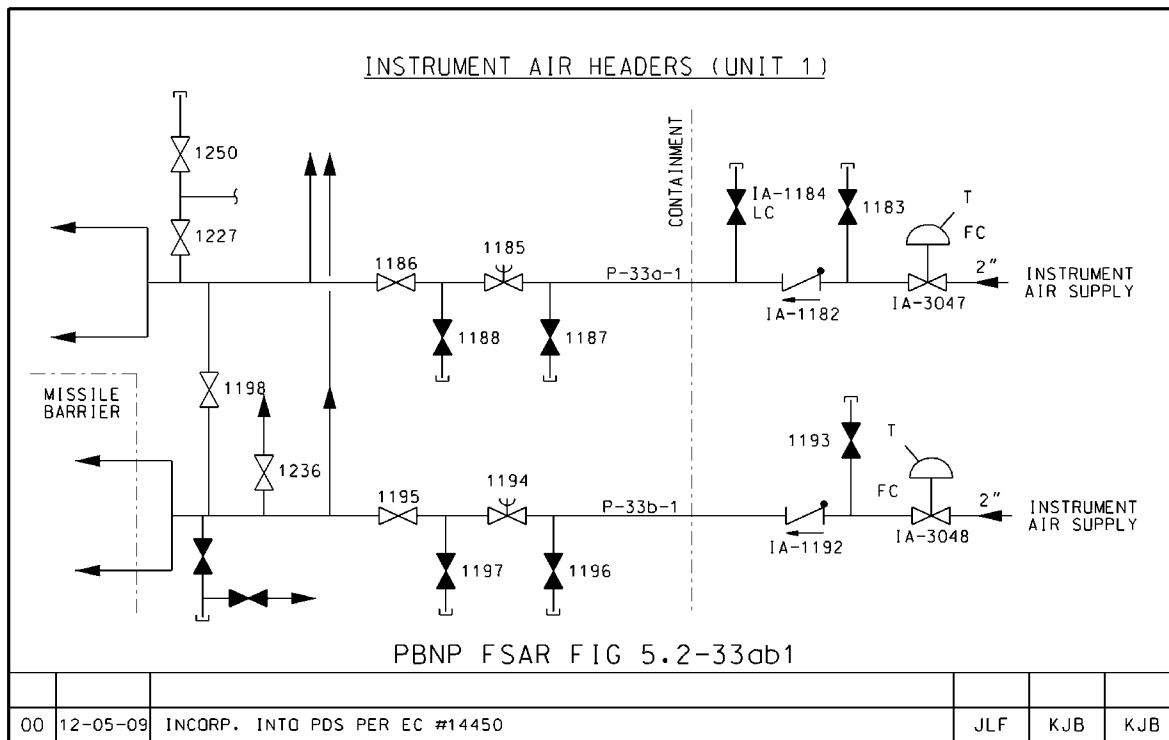 INSTRUMENT AIR HEADERS (UNIT 1)
CONTAINMENT
1250
1227
IA-1184
LC
1183
T
FC
1186
1185
P-33a-1
2"
INSTRUMENT
AIR SUPPLY
IA-1182
IA-3047
1188
1187
MISSILE
BARRIER
1198
1193
T
1236
1195
1194
P-33b-1
FC
2"
INSTRUMENT
AIR SUPPLY
IA-1192
IA-3048
1197
1196
PBNP FSAR FIG 5.2-33ab1
00 12-05-09 INCORP. INTO PDS PER EC #14450 JLF KJB KJB